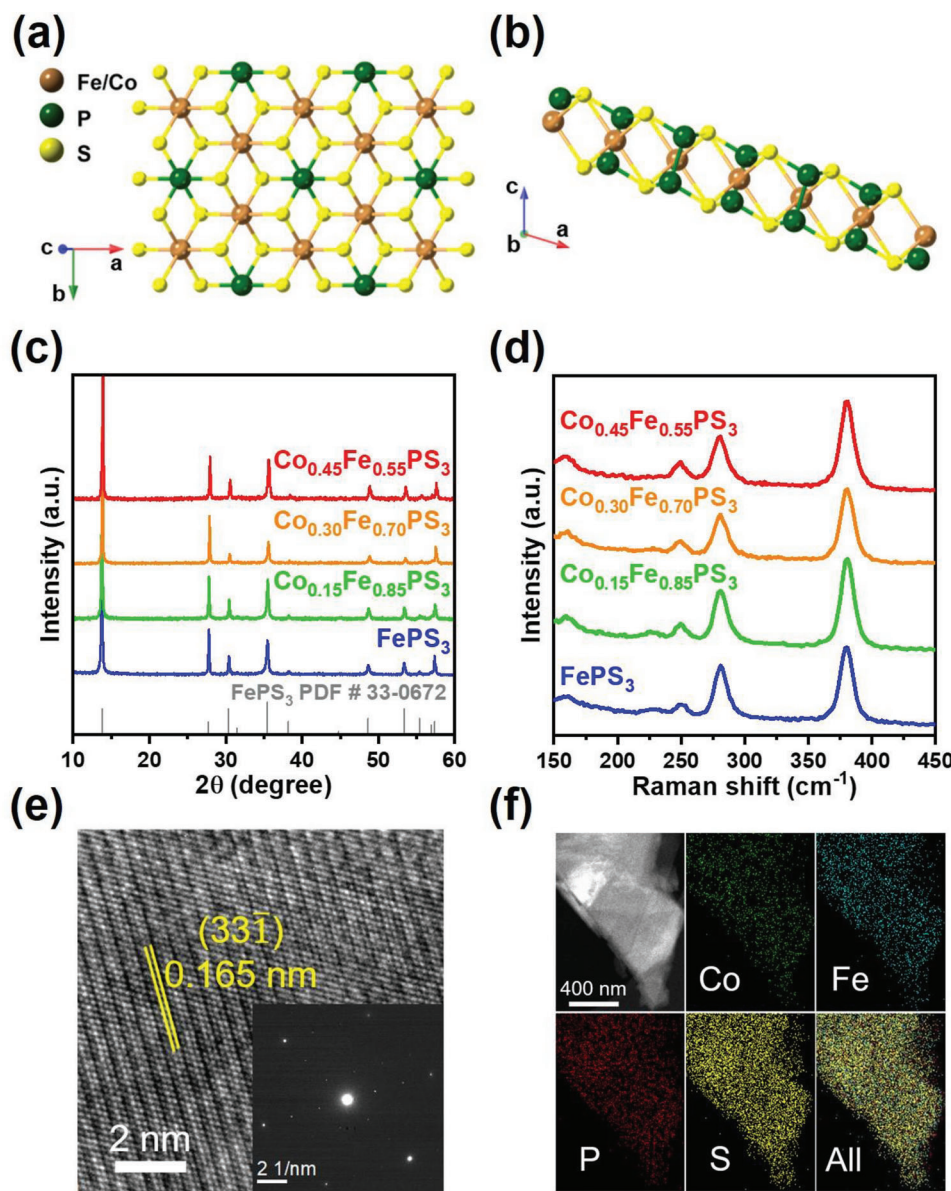 (a)
Fe/Co
P
S
c
a
b
(b)
c
b
a
(c)
Intensity (a.u.)
Co₀.₄₅Fe₀.₅₅PS₃
Co₀.₃₀Fe₀.₇₀PS₃
Co₀.₁₅Fe₀.₈₅PS₃
FePS₃
FePS₃ PDF # 33-0672
10 20 30 40 50 60
2θ (degree)
(d)
Intensity (a.u.)
Co₀.₄₅Fe₀.₅₅PS₃
Co₀.₃₀Fe₀.₇₀PS₃
Co₀.₁₅Fe₀.₈₅PS₃
FePS₃
150 200 250 300 350 400 450
Raman shift (cm⁻¹)
(e)
(331̄)
0.165 nm
2 nm
2 1/nm
(f)
400 nm
Co
Fe
P
S
All